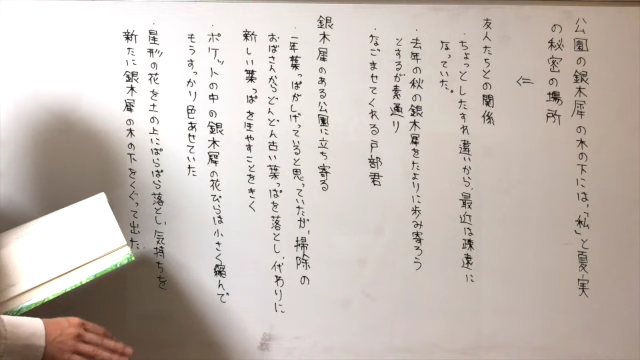 公園の銀木犀の木の下には、「私」と夏実
の秘密の場所
⇐
友人たちとの関係
・ちょっとしたすれ違いから、最近は疎遠に
なっていた。
・去年の秋の銀木犀をたよりに歩み寄ろう
とするが素通り
・なごませてくれる戸部君
銀木犀のある公園に立ち寄る
・一年葉っぱがしげっていると思っていたが、掃除の
おばさんからどんどん古い葉っぱを落とし、代わりに
新しい葉っぱを生やすことをきく
・ポケットの中の銀木犀の花びらは小さく縮んで
もうすっかり色あせていた
・星形の花を土の上にぱらぱら落とし、気持ちを
新たに銀木犀の木の下をくぐって出た。